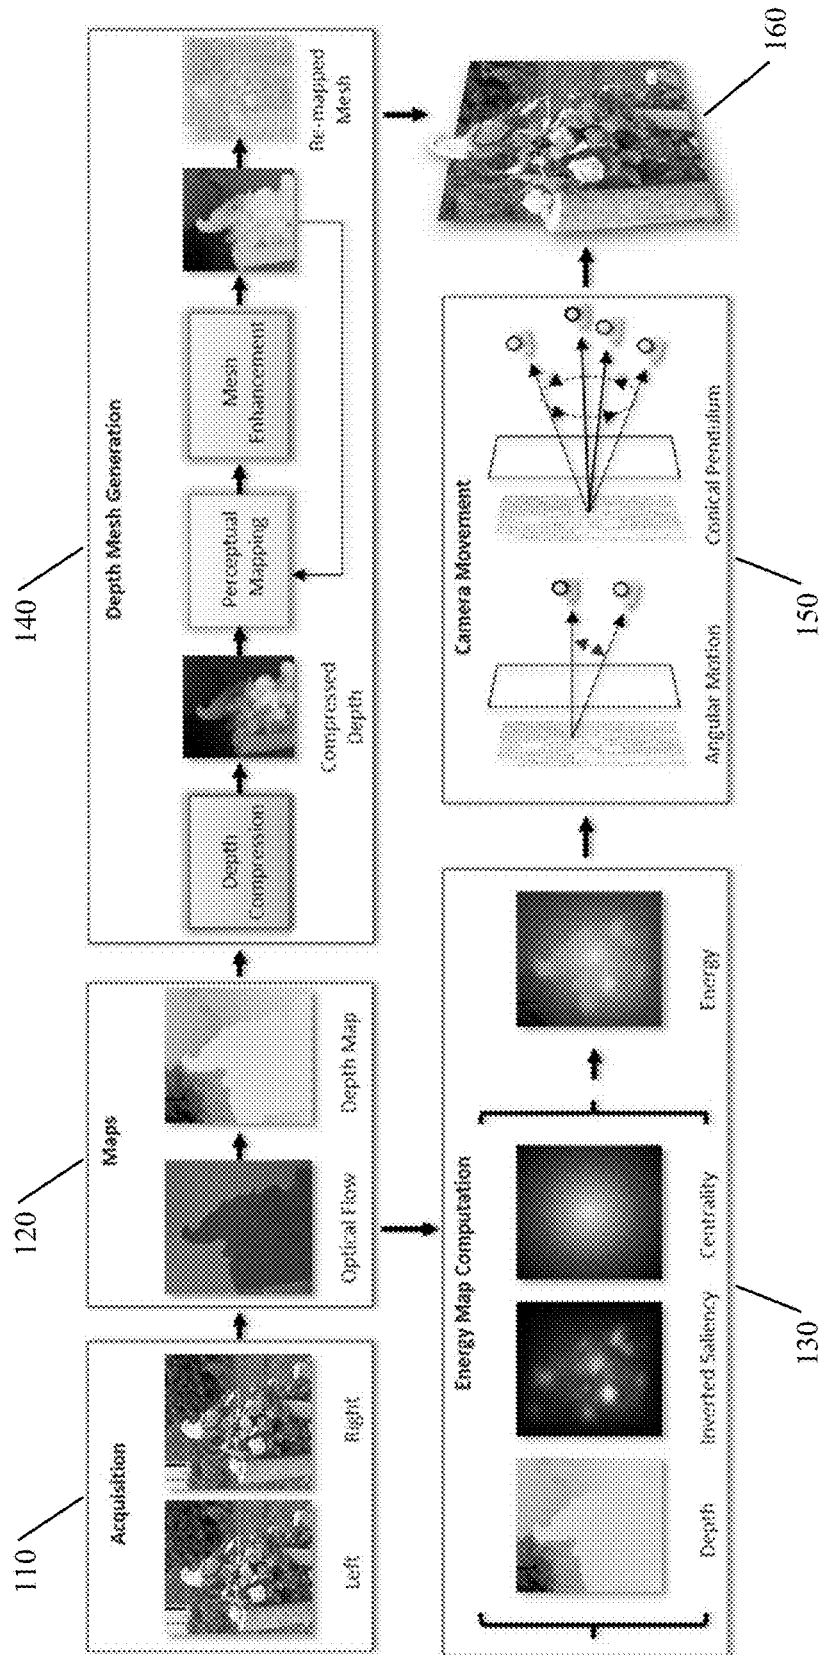 110
Acquisition
Left
Right
120
Maps
Optical Flow
Depth Map
140
Depth Mesh Generation
Depth
Compression
Compressed
Depth
Perceptual
Mapping
Mesh
Enhancement
Re-mapped
Mesh
Energy Map Computation
Depth
Inverted Saliency
Centrality
Energy
130
Camera Movement
Angular Motion
Conical Pendulum
150
160